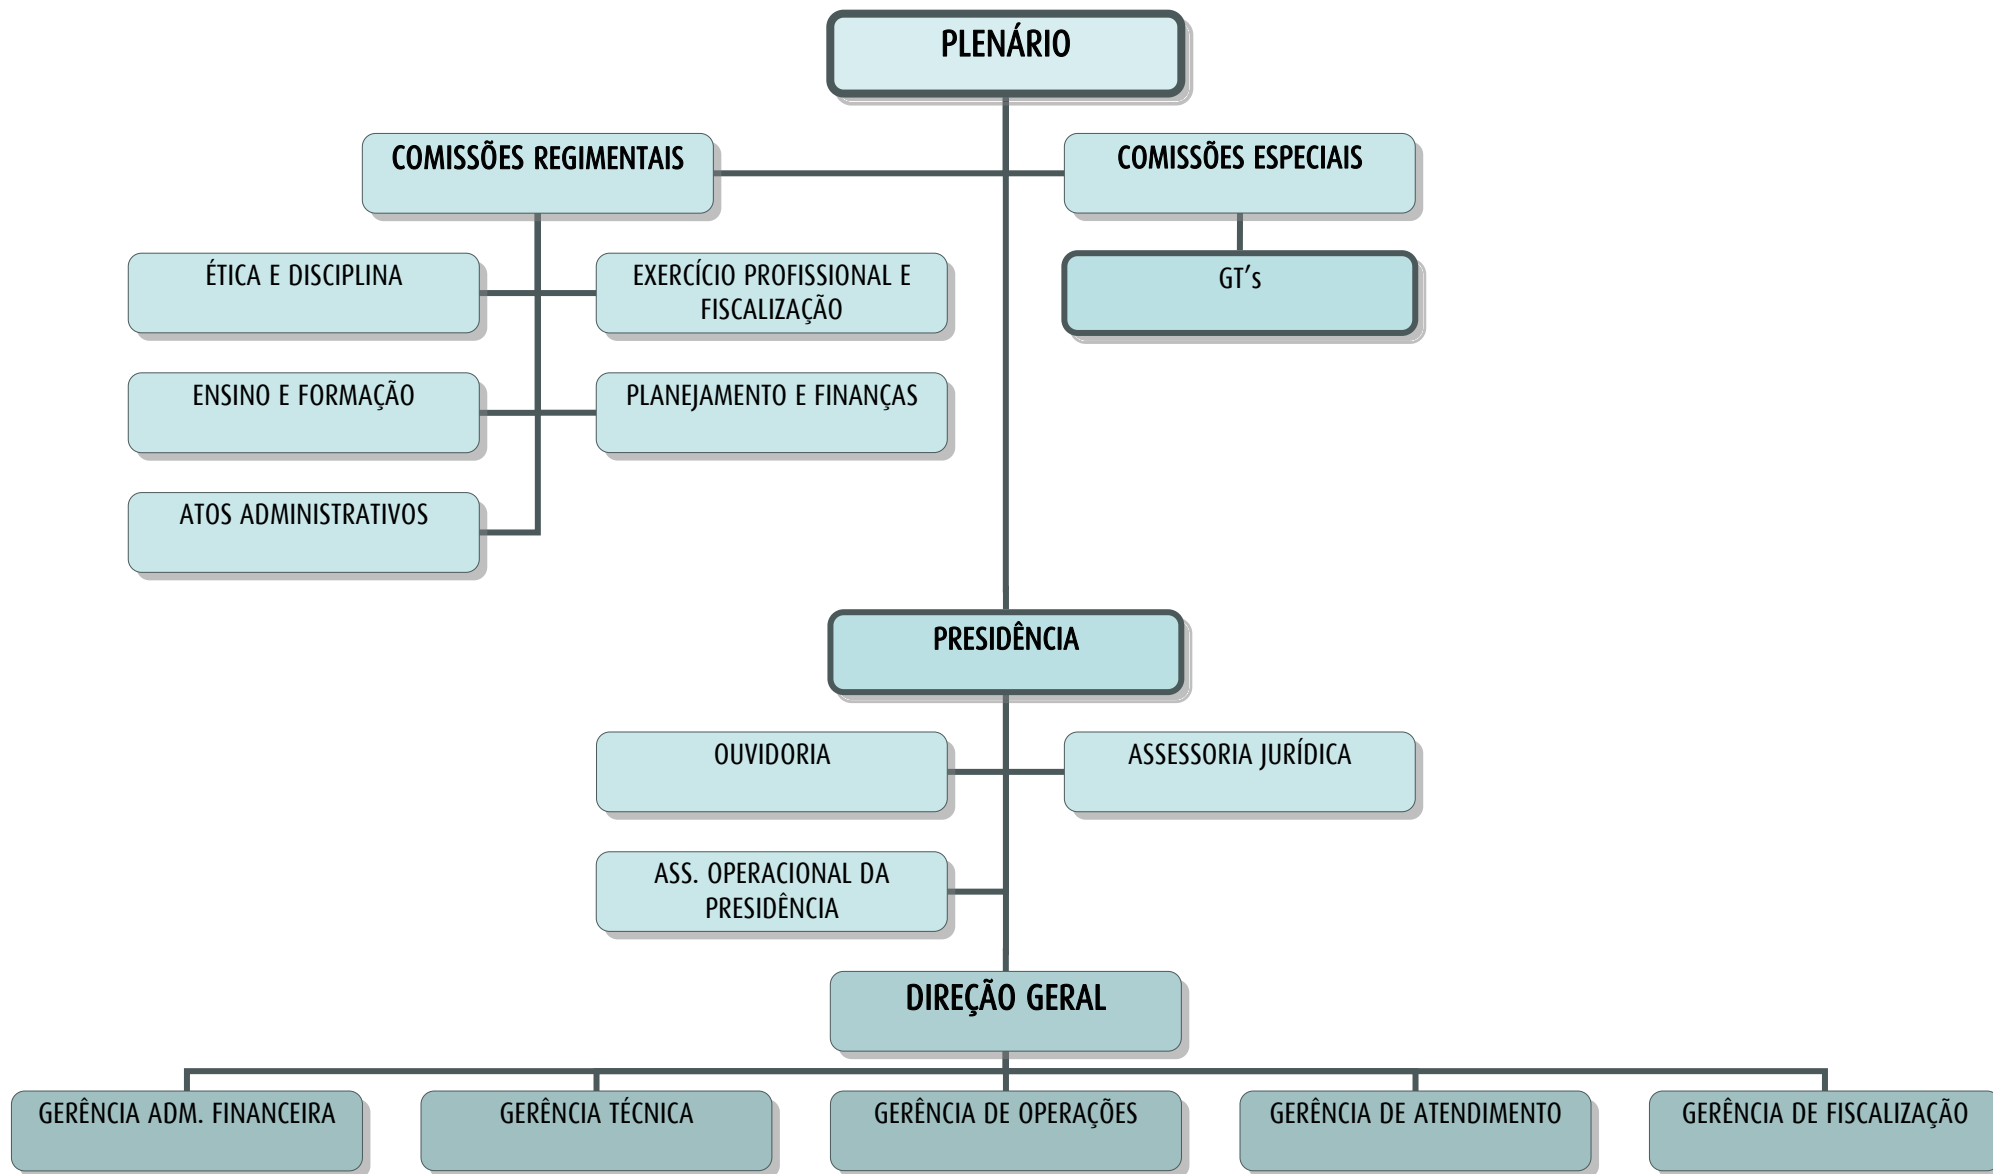 PLENÁRIO
COMISSÕES REGIMENTAIS
COMISSÕES ESPECIAIS
ÉTICA E DISCIPLINA
EXERCÍCIO PROFISSIONAL E
FISCALIZAÇÃO
GT's
ENSINO E FORMAÇÃO
PLANEJAMENTO E FINANÇAS
ATOS ADMINISTRATIVOS
PRESIDÊNCIA
OUVIDORIA
ASSESSORIA JURÍDICA
ASS. OPERACIONAL DA
PRESIDÊNCIA
DIREÇÃO GERAL
GERÊNCIA ADM. FINANCEIRA
GERÊNCIA TÉCNICA
GERÊNCIA DE OPERAÇÕES
GERÊNCIA DE ATENDIMENTO
GERÊNCIA DE FISCALIZAÇÃO